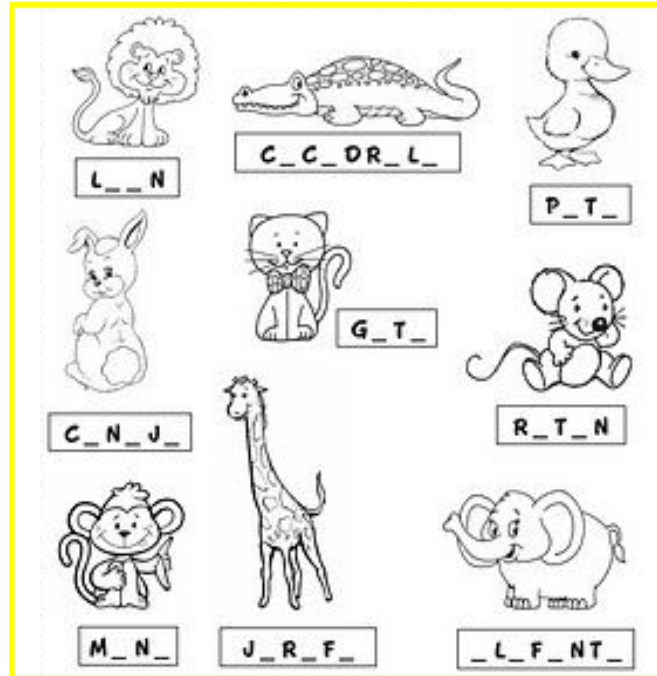 L _ _ N
C _ C _ DR _ L _
P _ T _
G _ T _
C _ N _ J _
R _ T _ N
M _ N _
J _ R _ F _
_ L _ F _ NT _